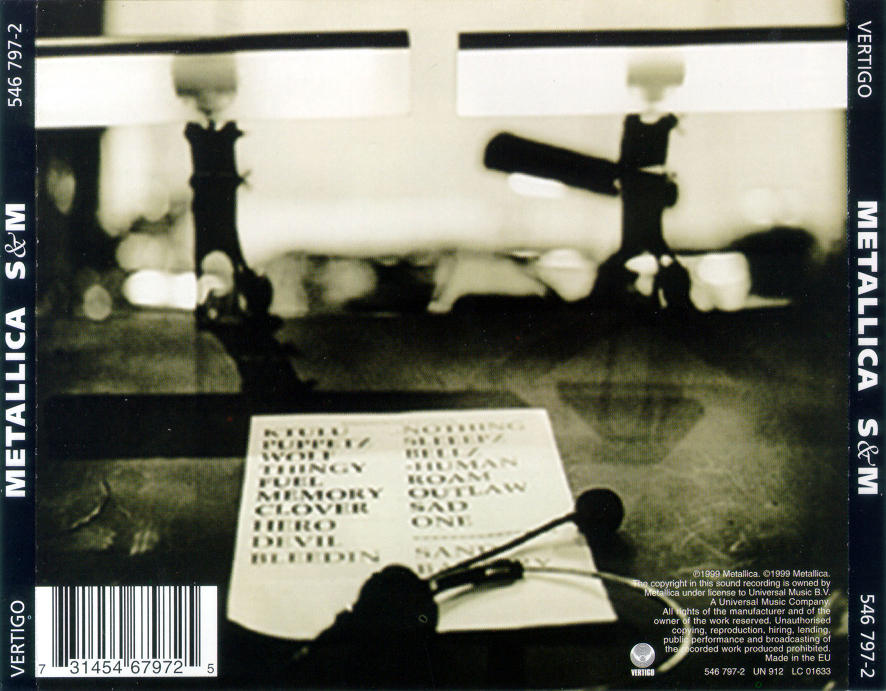 546 797-2
METALLICA S&M
VERTIGO
KTULU
PUPPETZ
WOLF
THINGY
FUEL
MEMORY
CLOVER
HERO
DEVIL
BLEEDIN
NOTHING
SLEEPZ
BELLZ
HUMAN
ROAM
OUTLAW
SAD
ONE
SAND
7 31454 67972 5
℗1999 Metallica. ©1999 Metallica.
The copyright in this sound recording is owned by
Metallica under license to Universal Music B.V.
A Universal Music Company.
All rights of the manufacturer and of the
owner of the work reserved. Unauthorised
copying, reproduction, hiring, lending,
public performance and broadcasting of
the recorded work produced prohibited.
Made in the EU
VERTIGO
546 797-2 UN 912 LC 01633
VERTIGO
METALLICA S&M
546 797-2